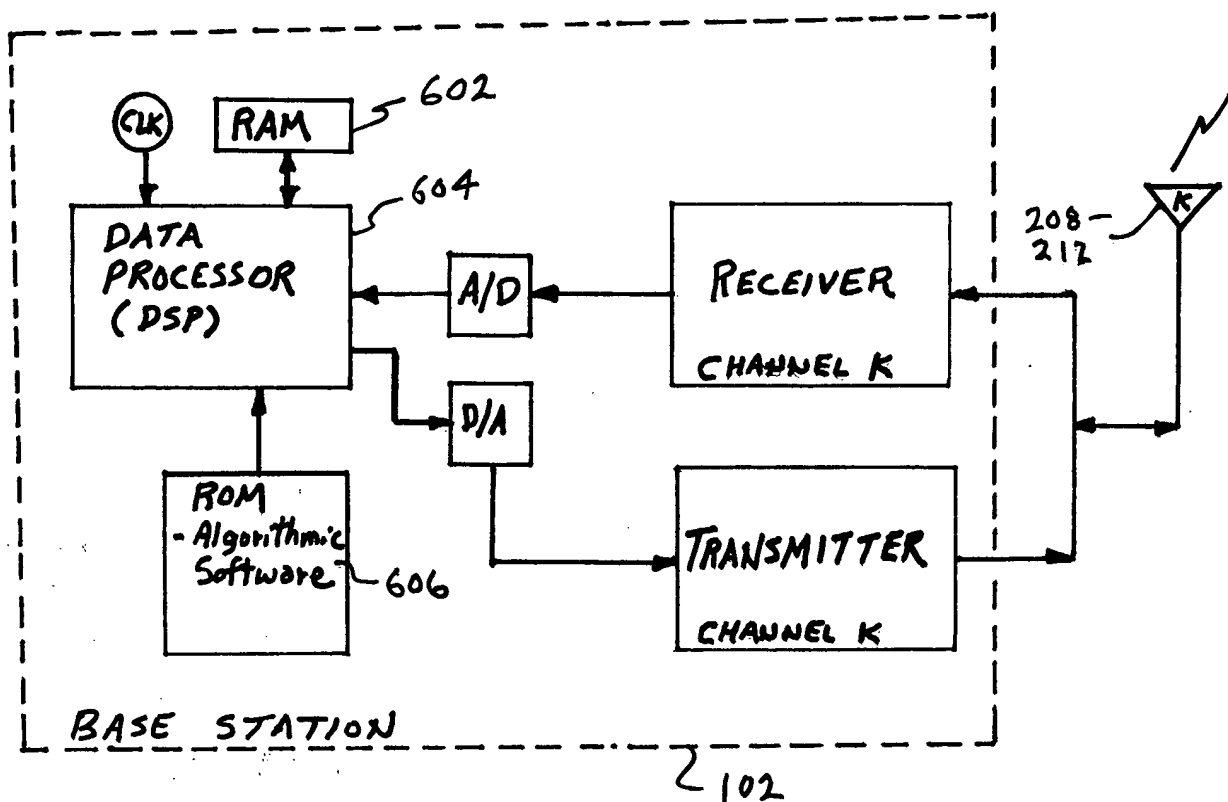 CLK
RAM
602
604
DATA
PROCESSOR
(DSP)
A/D
RECEIVER
CHANNEL K
K
208-
212
D/A
ROM
- Algorithmic
Software
606
TRANSMITTER
CHANNEL K
BASE STATION
102